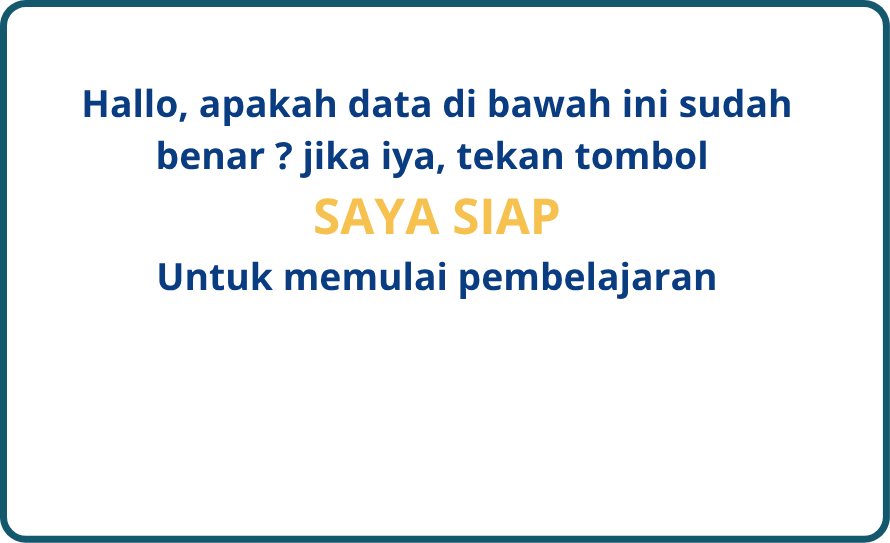 Hallo, apakah data di bawah ini sudah
benar ? jika iya, tekan tombol
SAYA SIAP
Untuk memulai pembelajaran